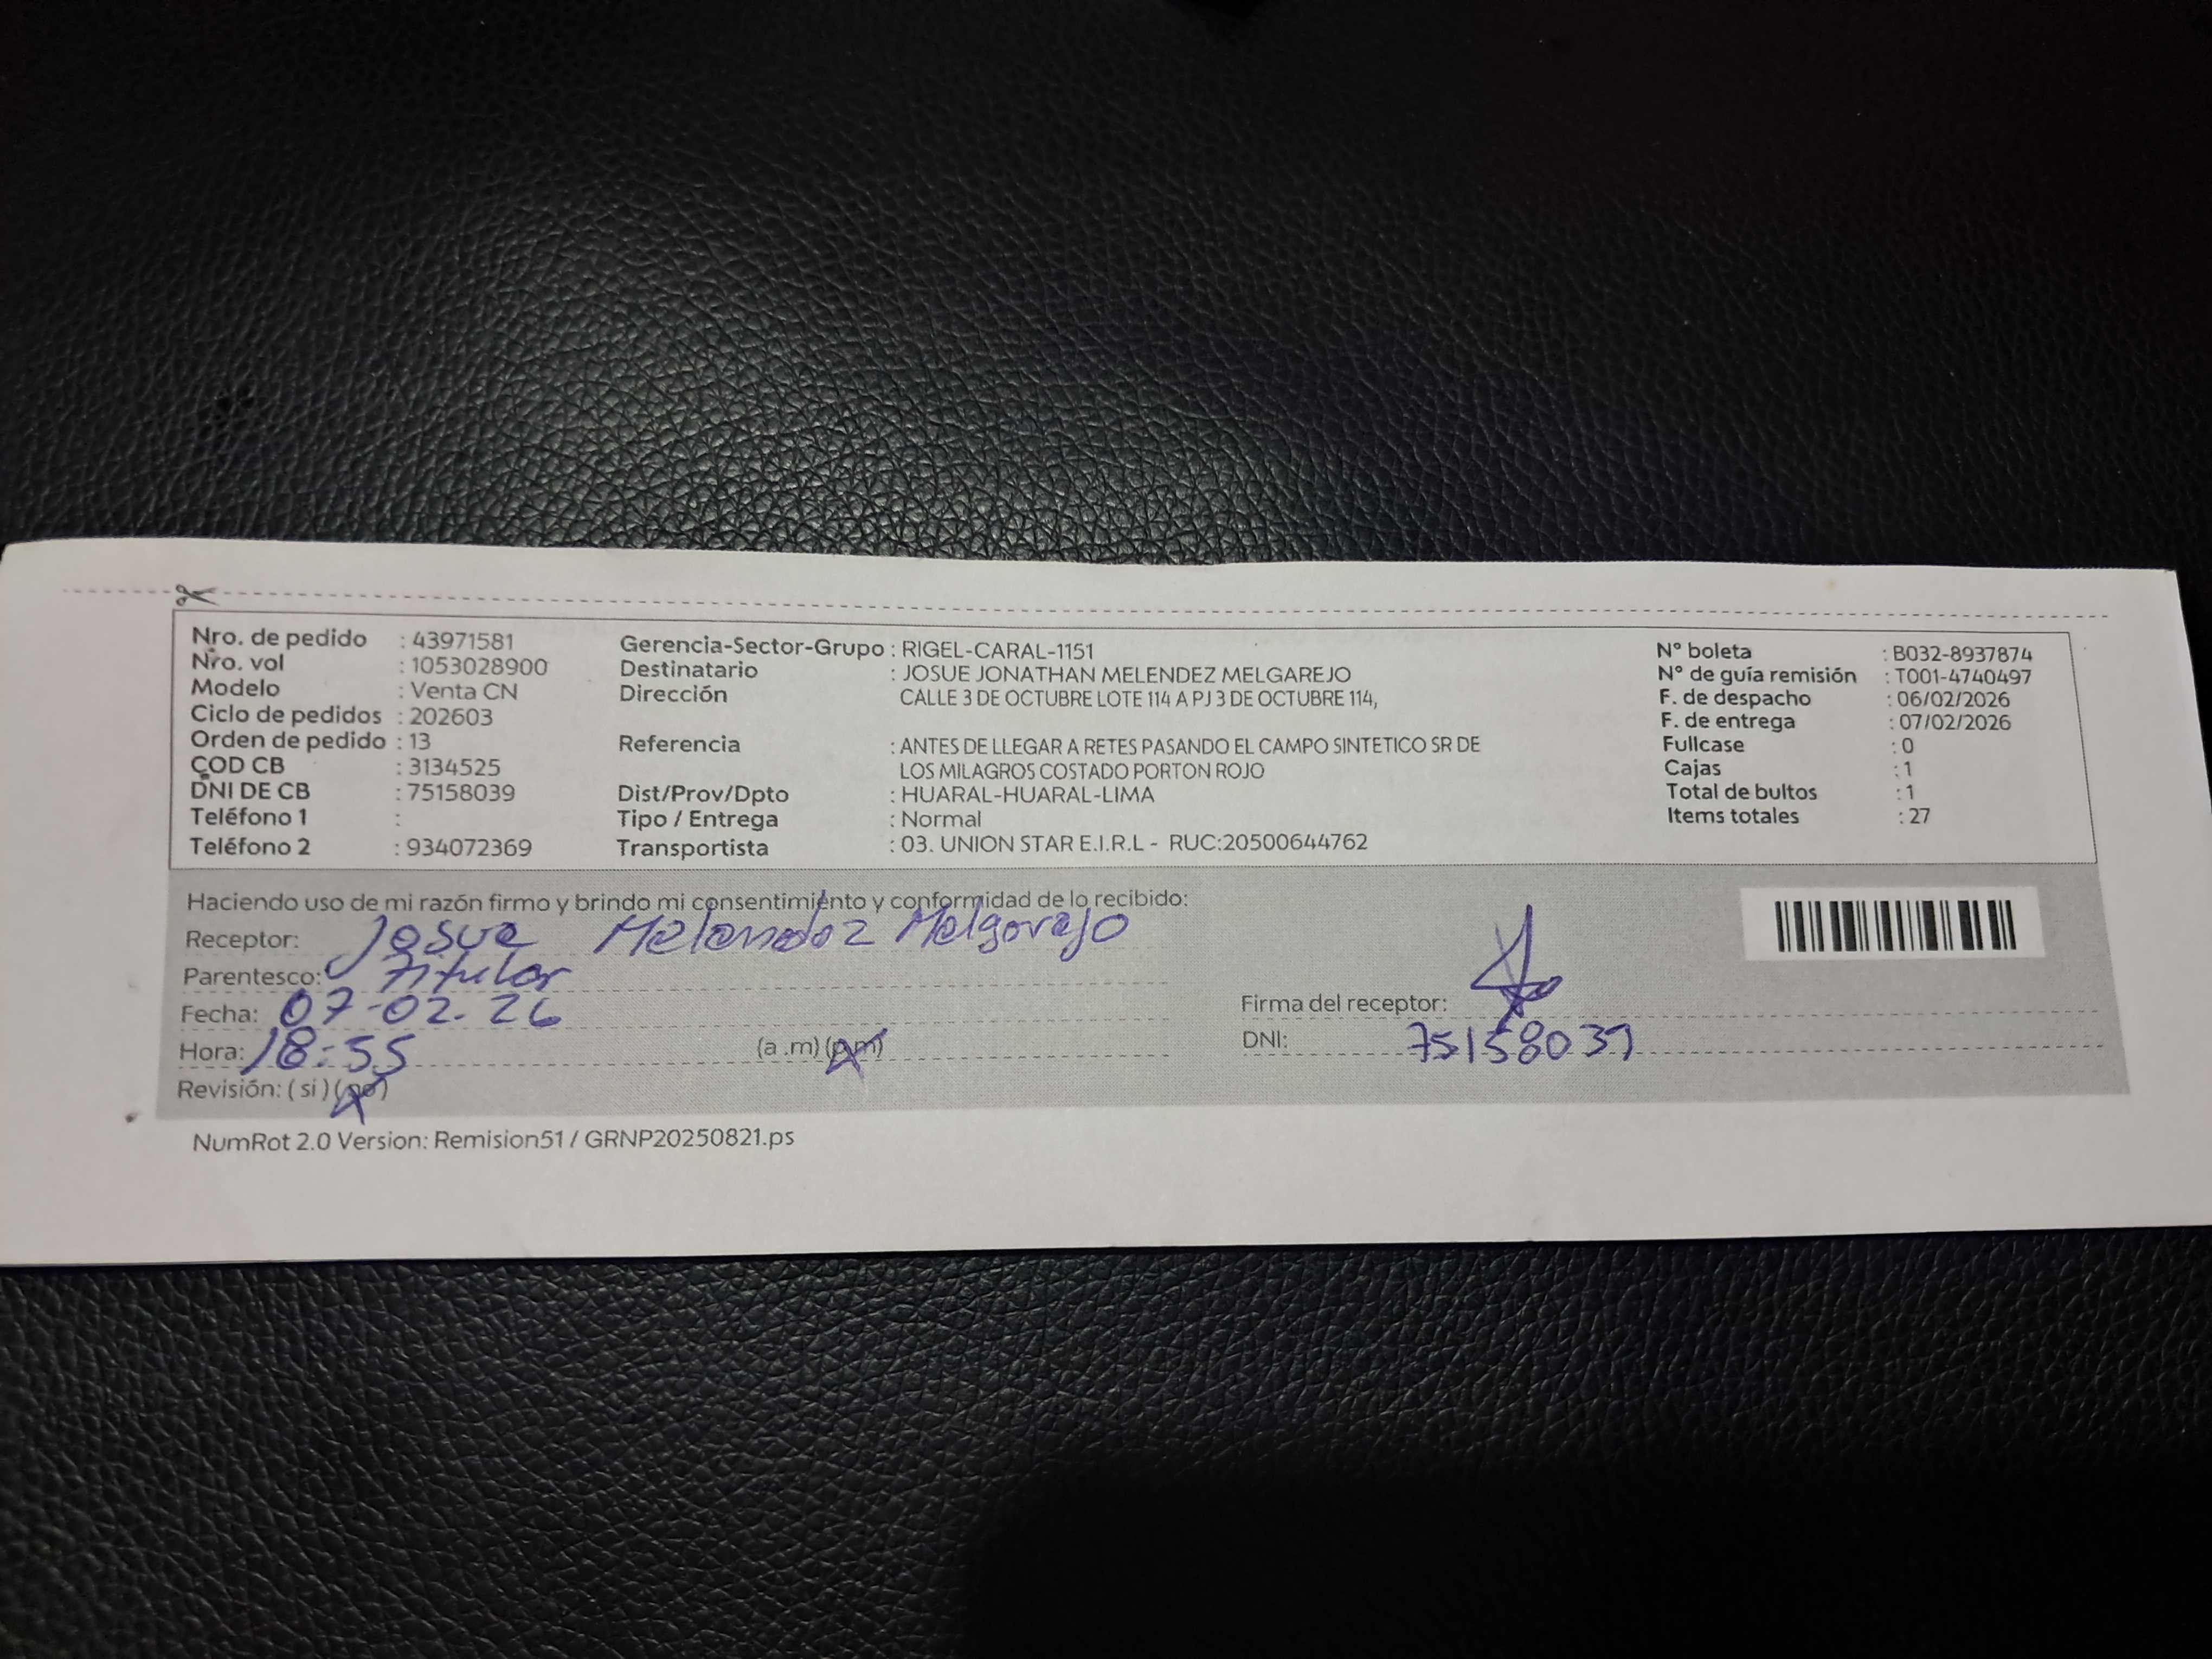 Nro. de pedido : 43971581
Nro. vol : 1053028900
Modelo : Venta CN
Ciclo de pedidos : 202603
Orden de pedido : 13
COD CB : 3134525
DNI DE CB : 75158039
Teléfono 1 :
Teléfono 2 : 934072369
Gerencia-Sector-Grupo : RIGEL-CARAL-1151
Destinatario : JOSUE JONATHAN MELENDEZ MELGAREJO
Dirección CALLE 3 DE OCTUBRE LOTE 114 A PJ 3 DE OCTUBRE 114,
Referencia : ANTES DE LLEGAR A RETES PASANDO EL CAMPO SINTETICO SR DE
LOS MILAGROS COSTADO PORTON ROJO
Dist/Prov/Dpto : HUARAL-HUARAL-LIMA
Tipo / Entrega : Normal
Transportista : 03. UNION STAR E.I.R.L - RUC:20500644762
N° boleta : B032-8937874
N° de guía remisión : T001-4740497
F. de despacho : 06/02/2026
F. de entrega : 07/02/2026
Fullcase : 0
Cajas : 1
Total de bultos : 1
Items totales : 27
Haciendo uso de mi razón firmo y brindo mi consentimiento y conformidad de lo recibido:
Receptor: Josue Melendez Melgarejo
Parentesco: Titular
Fecha: 07-02-26
Hora: 18:55 (a .m) (p.m)
Revisión: ( si ) ( no )
Firma del receptor:
DNI: 75158039
NumRot 2.0 Version: Remision51 / GRNP20250821.ps